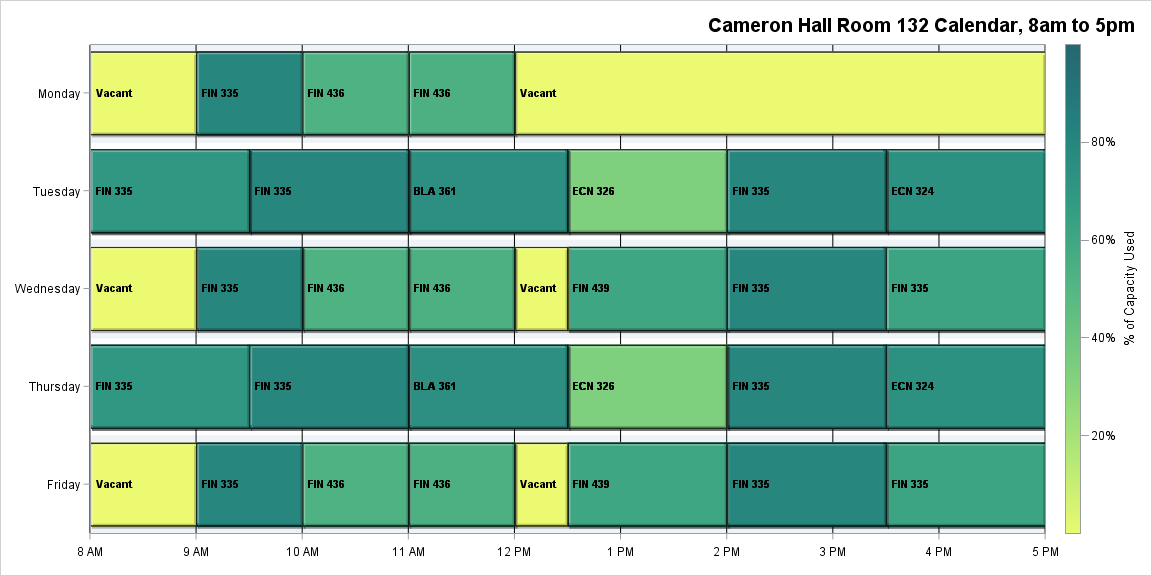 Cameron Hall Room 132 Calendar, 8am to 5pm
Monday
Vacant
FIN 335
FIN 436
FIN 436
Vacant
Tuesday
FIN 335
FIN 335
BLA 361
ECN 326
FIN 335
ECN 324
Wednesday
Vacant
FIN 335
FIN 436
FIN 436
Vacant
FIN 439
FIN 335
FIN 335
Thursday
FIN 335
FIN 335
BLA 361
ECN 326
FIN 335
ECN 324
Friday
Vacant
FIN 335
FIN 436
FIN 436
Vacant
FIN 439
FIN 335
FIN 335
8 AM
9 AM
10 AM
11 AM
12 PM
1 PM
2 PM
3 PM
4 PM
5 PM
80%
60%
40%
20%
% of Capacity Used